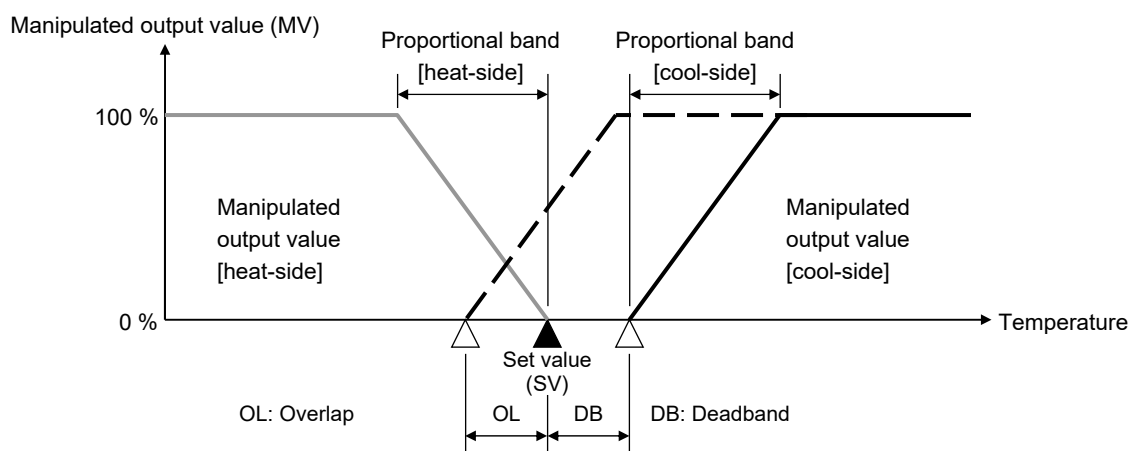 Manipulated output value (MV)
Proportional band
[heat-side]
Proportional band
[cool-side]
100 %
Manipulated
output value
[heat-side]
Manipulated
output value
[cool-side]
0 %
Temperature
Set value
(SV)
OL: Overlap
OL
DB
DB: Deadband